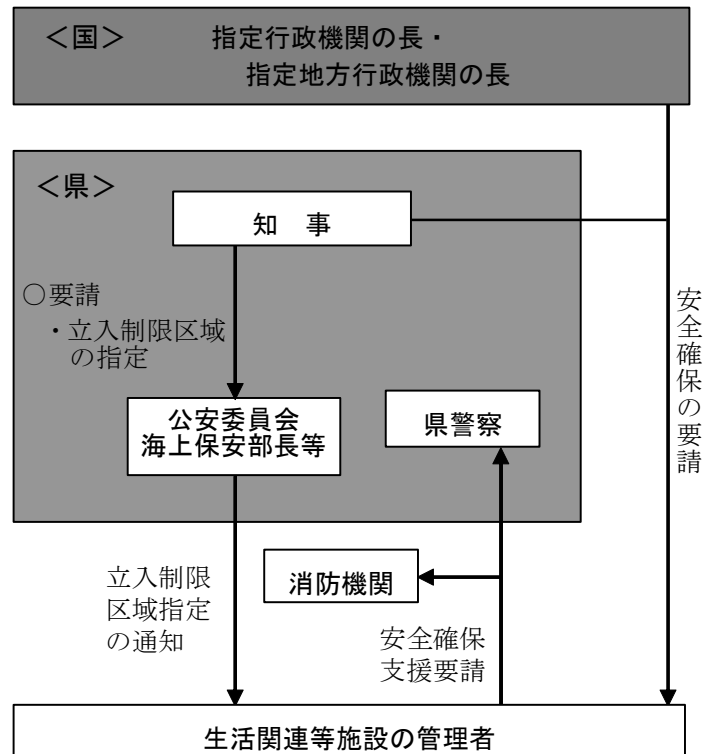 ＜国＞　指定行政機関の長・
指定地方行政機関の長
＜県＞
知　事
○要請
・立入制限区域
の指定
公安委員会
海上保安部長等
県警察
安全確保の要請
消防機関
立入制限
区域指定
の通知
安全確保
支援要請
生活関連等施設の管理者